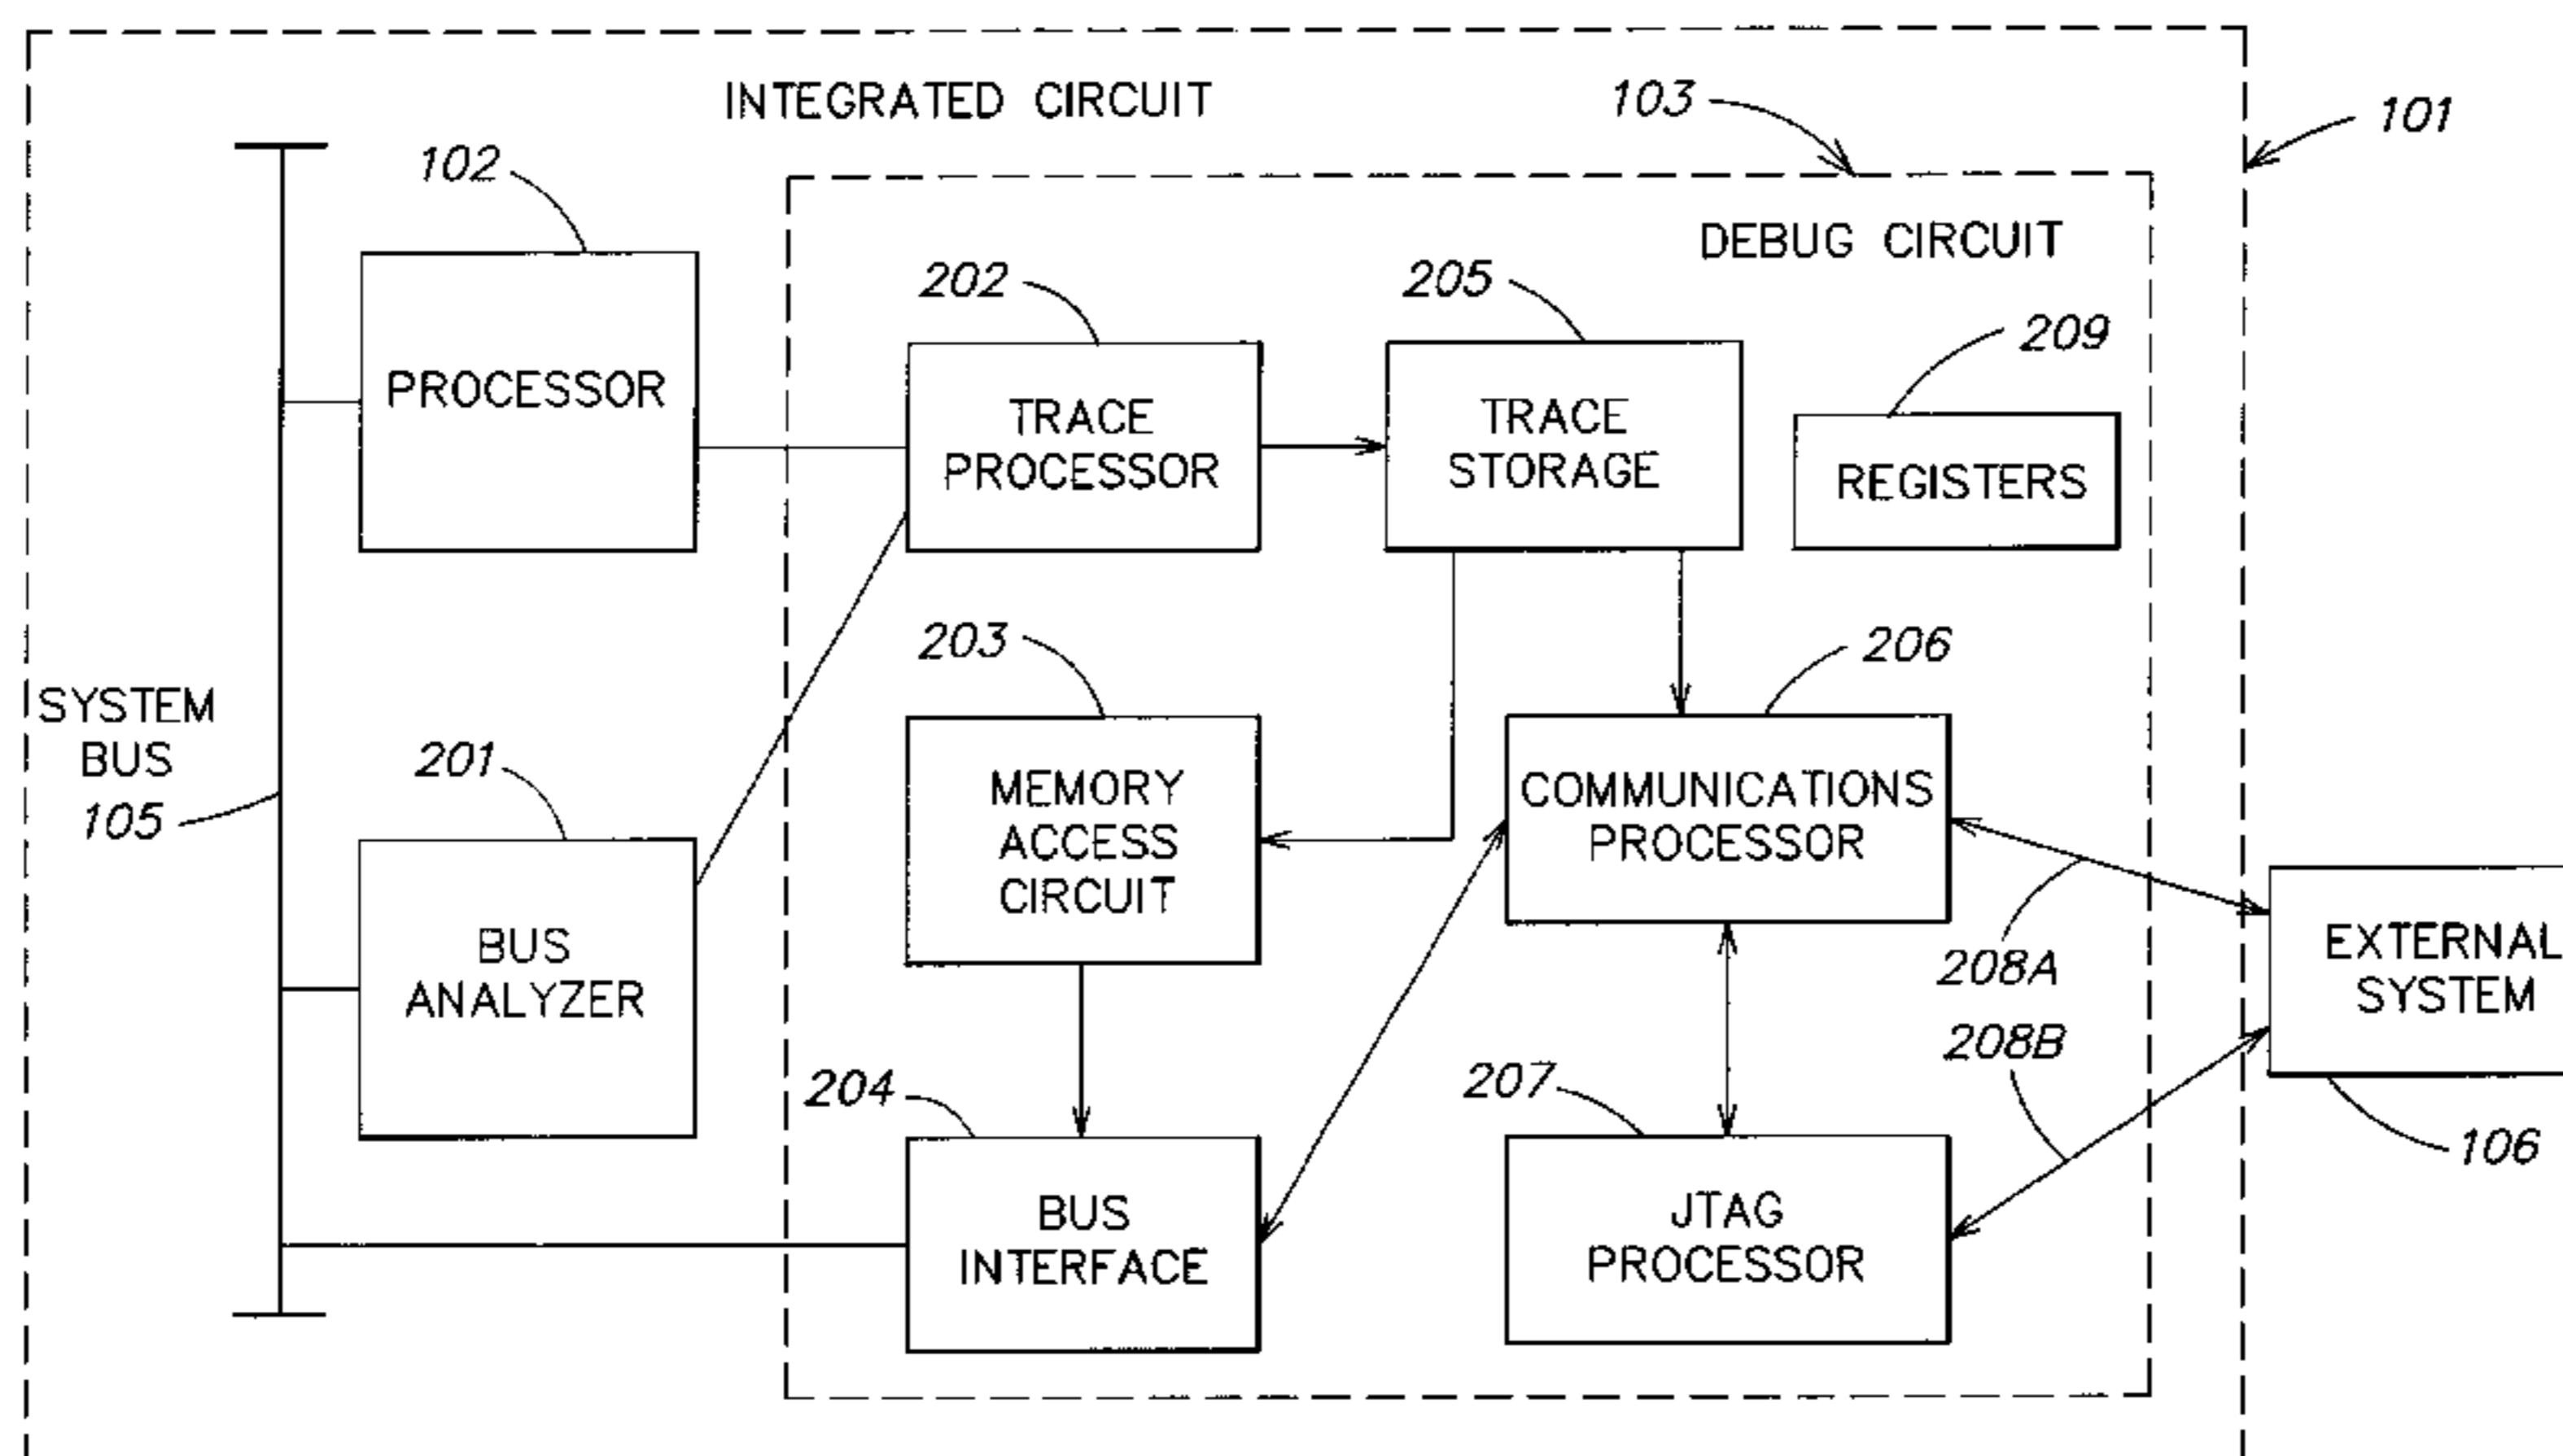 INTEGRATED CIRCUIT
103
101
102
DEBUG CIRCUIT
202
205
209
PROCESSOR
TRACE
PROCESSOR
TRACE
STORAGE
REGISTERS
203
206
SYSTEM
BUS
105
201
MEMORY
ACCESS
CIRCUIT
COMMUNICATIONS
PROCESSOR
BUS
ANALYZER
208A
EXTERNAL
SYSTEM
208B
204
207
106
BUS
INTERFACE
JTAG
PROCESSOR